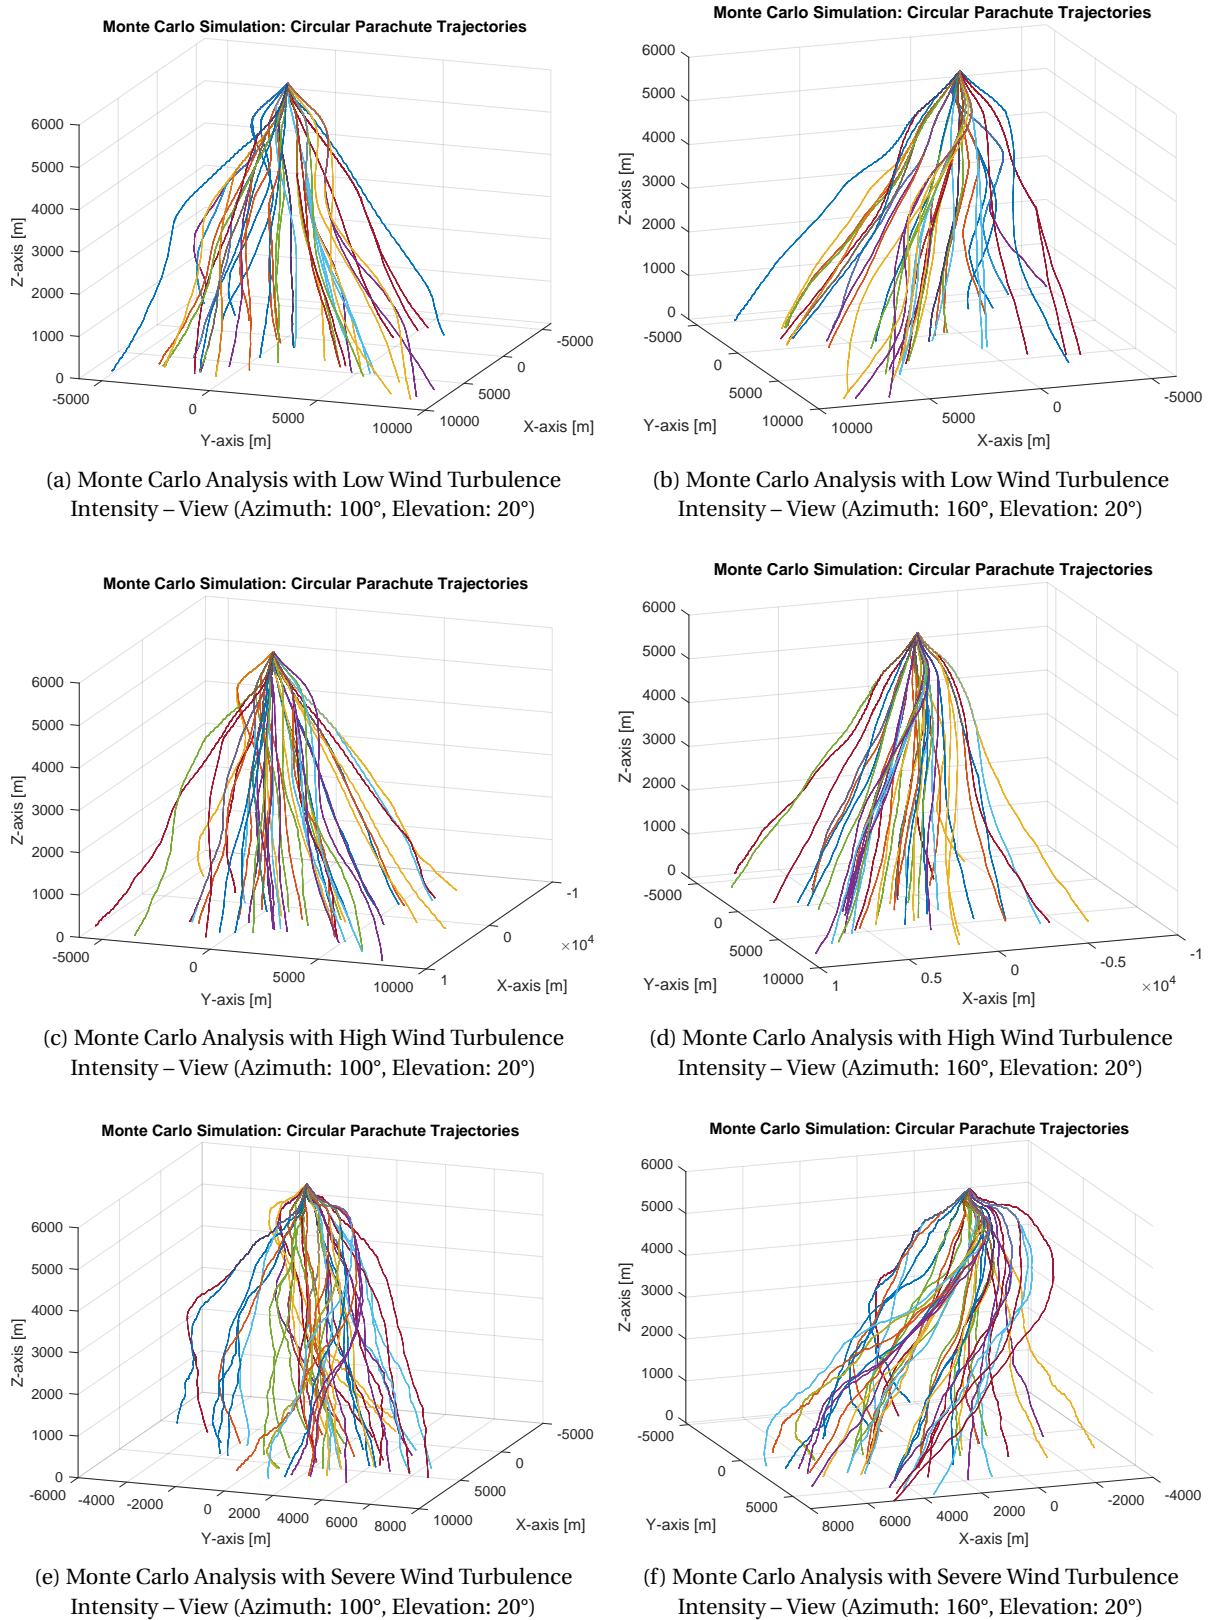 Monte Carlo Simulation: Circular Parachute Trajectories
6000
5000
4000
3000
2000
1000
0
Z-axis [m]
-5000
0
5000
10000
Y-axis [m]
10000
5000
0
-5000
X-axis [m]
(a) Monte Carlo Analysis with Low Wind Turbulence
Intensity – View (Azimuth: 100°, Elevation: 20°)
Monte Carlo Simulation: Circular Parachute Trajectories
6000
5000
4000
3000
2000
1000
0
Z-axis [m]
-5000
0
5000
10000
Y-axis [m]
10000
5000
0
-5000
X-axis [m]
(b) Monte Carlo Analysis with Low Wind Turbulence
Intensity – View (Azimuth: 160°, Elevation: 20°)
Monte Carlo Simulation: Circular Parachute Trajectories
6000
5000
4000
3000
2000
1000
0
Z-axis [m]
-5000
0
5000
10000
Y-axis [m]
1
0
-1
×10⁴
X-axis [m]
(c) Monte Carlo Analysis with High Wind Turbulence
Intensity – View (Azimuth: 100°, Elevation: 20°)
Monte Carlo Simulation: Circular Parachute Trajectories
6000
5000
4000
3000
2000
1000
0
Z-axis [m]
-5000
0
5000
10000
Y-axis [m]
1
0.5
0
-0.5
-1
×10⁴
X-axis [m]
(d) Monte Carlo Analysis with High Wind Turbulence
Intensity – View (Azimuth: 160°, Elevation: 20°)
Monte Carlo Simulation: Circular Parachute Trajectories
6000
5000
4000
3000
2000
1000
0
Z-axis [m]
-6000
-4000
-2000
0
2000
4000
6000
8000
Y-axis [m]
10000
5000
0
-5000
X-axis [m]
(e) Monte Carlo Analysis with Severe Wind Turbulence
Intensity – View (Azimuth: 100°, Elevation: 20°)
Monte Carlo Simulation: Circular Parachute Trajectories
6000
5000
4000
3000
2000
1000
0
Z-axis [m]
-5000
0
5000
Y-axis [m]
8000
6000
4000
2000
0
-2000
-4000
X-axis [m]
(f) Monte Carlo Analysis with Severe Wind Turbulence
Intensity – View (Azimuth: 160°, Elevation: 20°)